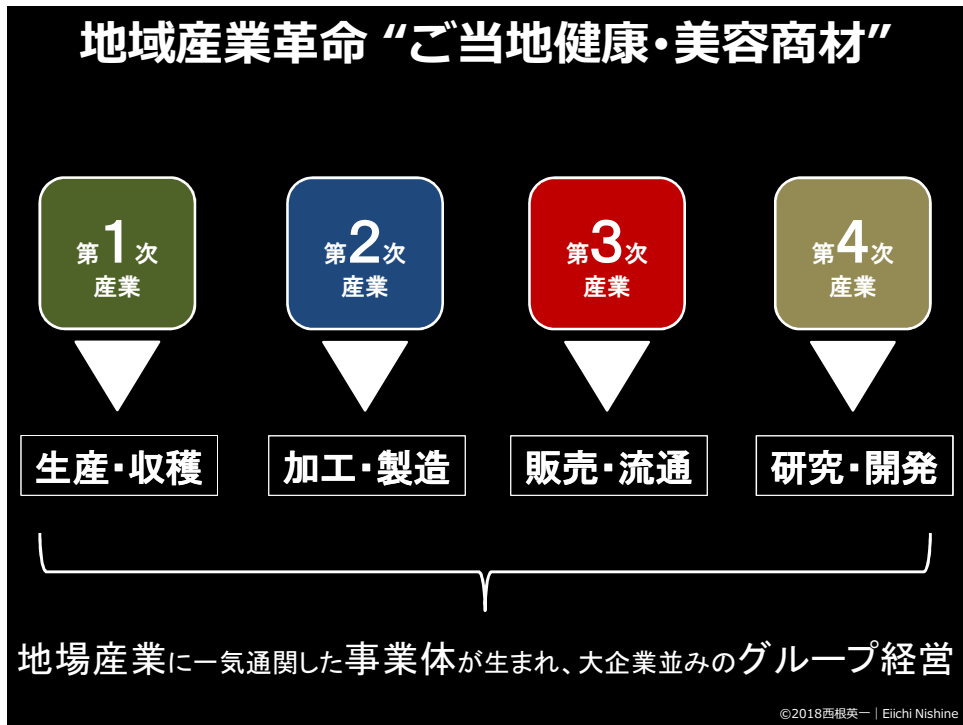 地域産業革命 “ご当地健康・美容商材”
第1次
産業
第2次
産業
第3次
産業
第4次
産業
生産・収穫
加工・製造
販売・流通
研究・開発
地場産業に一気通関した事業体が生まれ、大企業並みのグループ経営
©2018西根英一｜Eiichi Nishine